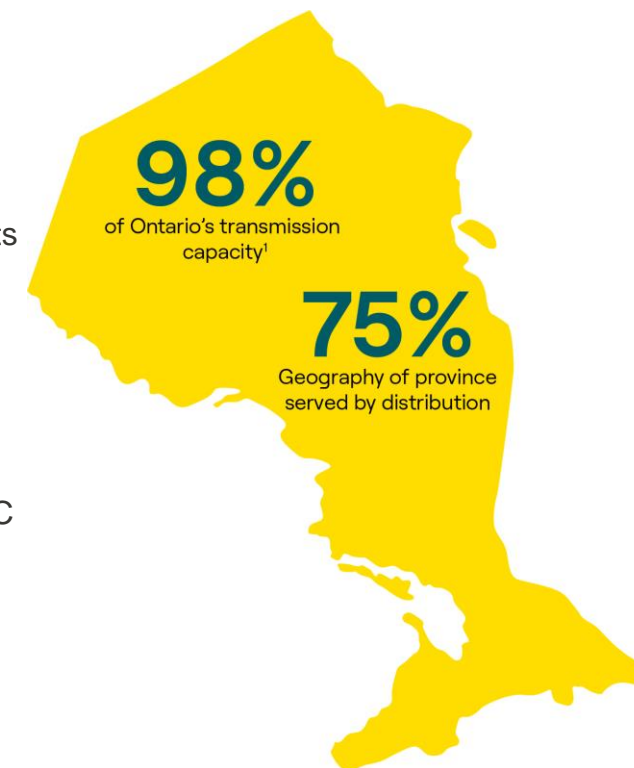 98%
of Ontario's transmission
capacity¹
75%
Geography of province
served by distribution